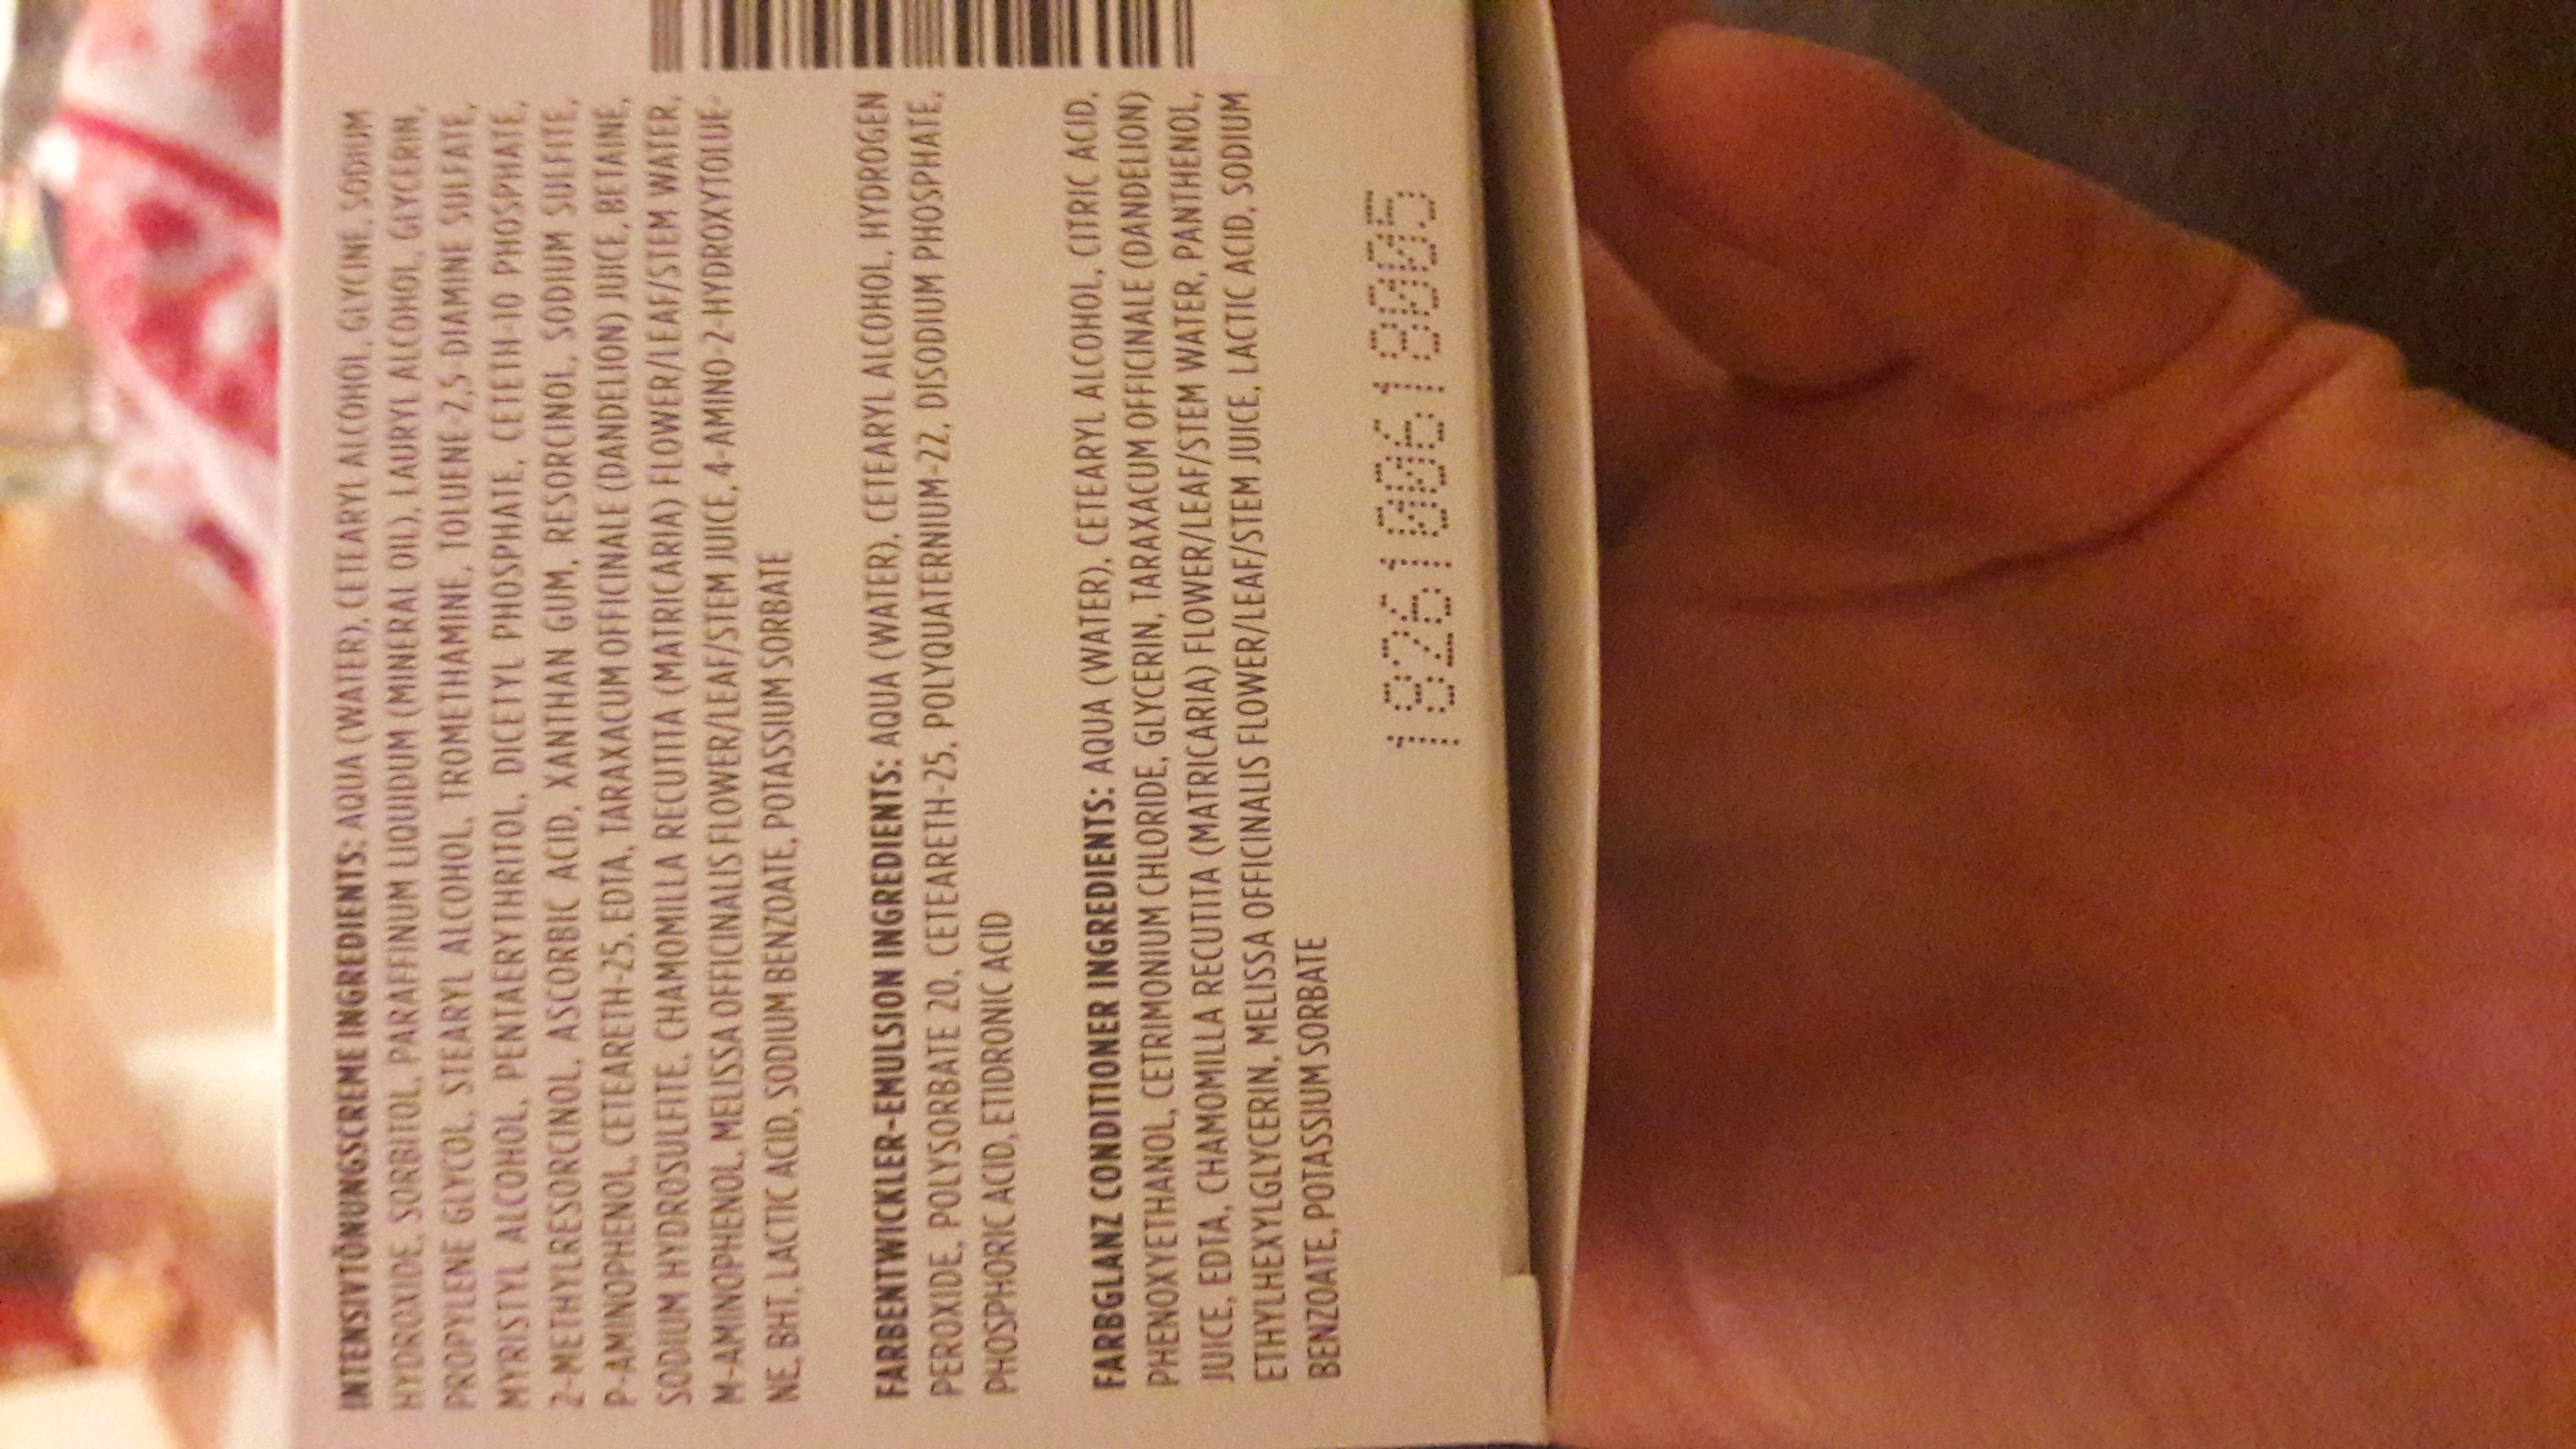 INTENSIVTÖNUNGSCREME INGREDIENTS: AQUA (WATER), CETEARYL ALCOHOL, GLYCINE, SODIUM
HYDROXIDE, SORBITOL, PARAFFINUM LIQUIDUM (MINERAL OIL), LAURYL ALCOHOL, GLYCERIN,
PROPYLENE GLYCOL, STEARYL ALCOHOL, TROMETHAMINE, TOLUENE-2,5-DIAMINE SULFATE,
MYRISTYL ALCOHOL, PENTAERYTHRITOL, DICETYL PHOSPHATE, CETETH-10 PHOSPHATE,
2-METHYLRESORCINOL, ASCORBIC ACID, XANTHAN GUM, RESORCINOL, SODIUM SULFITE,
P-AMINOPHENOL, CETEARETH-25, EDTA, TARAXACUM OFFICINALE (DANDELION) JUICE, BETAINE,
SODIUM HYDROSULFITE, CHAMOMILLA RECUTITA (MATRICARIA) FLOWER/LEAF/STEM WATER,
M-AMINOPHENOL, MELISSA OFFICINALIS FLOWER/LEAF/STEM JUICE, 4-AMINO-2-HYDROXYTOLUE-
NE, BHT, LACTIC ACID, SODIUM BENZOATE, POTASSIUM SORBATE
FARBENTWICKLER-EMULSION INGREDIENTS: AQUA (WATER), CETEARYL ALCOHOL, HYDROGEN
PEROXIDE, POLYSORBATE 20, CETEARETH-25, POLYQUATERNIUM-22, DISODIUM PHOSPHATE,
PHOSPHORIC ACID, ETIDRONIC ACID
FARBGLANZ CONDITIONER INGREDIENTS: AQUA (WATER), CETEARYL ALCOHOL, CITRIC ACID,
PHENOXYETHANOL, CETRIMONIUM CHLORIDE, GLYCERIN, TARAXACUM OFFICINALE (DANDELION)
JUICE, EDTA, CHAMOMILLA RECUTITA (MATRICARIA) FLOWER/LEAF/STEM WATER, PANTHENOL,
ETHYLHEXYLGLYCERIN, MELISSA OFFICINALIS FLOWER/LEAF/STEM JUICE, LACTIC ACID, SODIUM
BENZOATE, POTASSIUM SORBATE
1826100618005